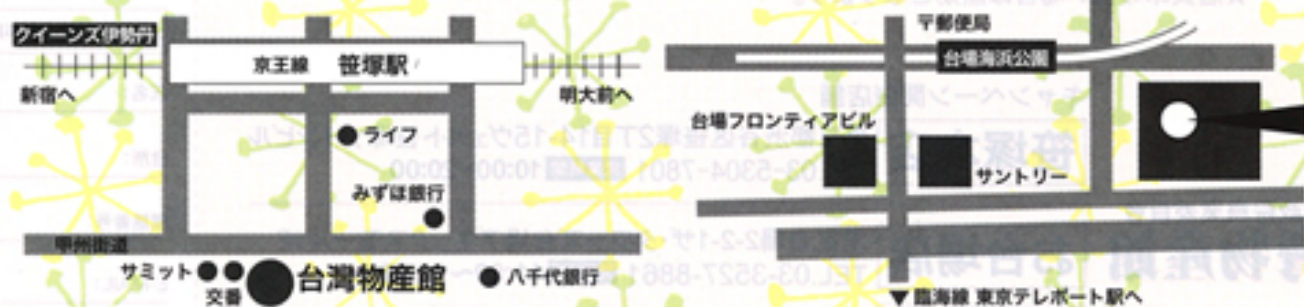 クイーンズ伊勢丹
京王線 笹塚駅
新宿へ
明大前へ
ライフ
みずほ銀行
甲州街道
サミット
交番
台灣物産館
八千代銀行
〒郵便局
台場海浜公園
台場フロンティアビル
サントリー
▼臨海線 東京テレポート駅へ